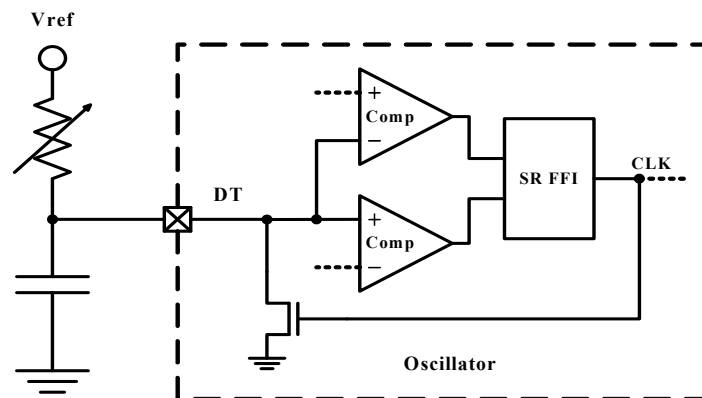 Vref
+
Comp
−
DT
SR FFI
CLK
+
Comp
−
Oscillator